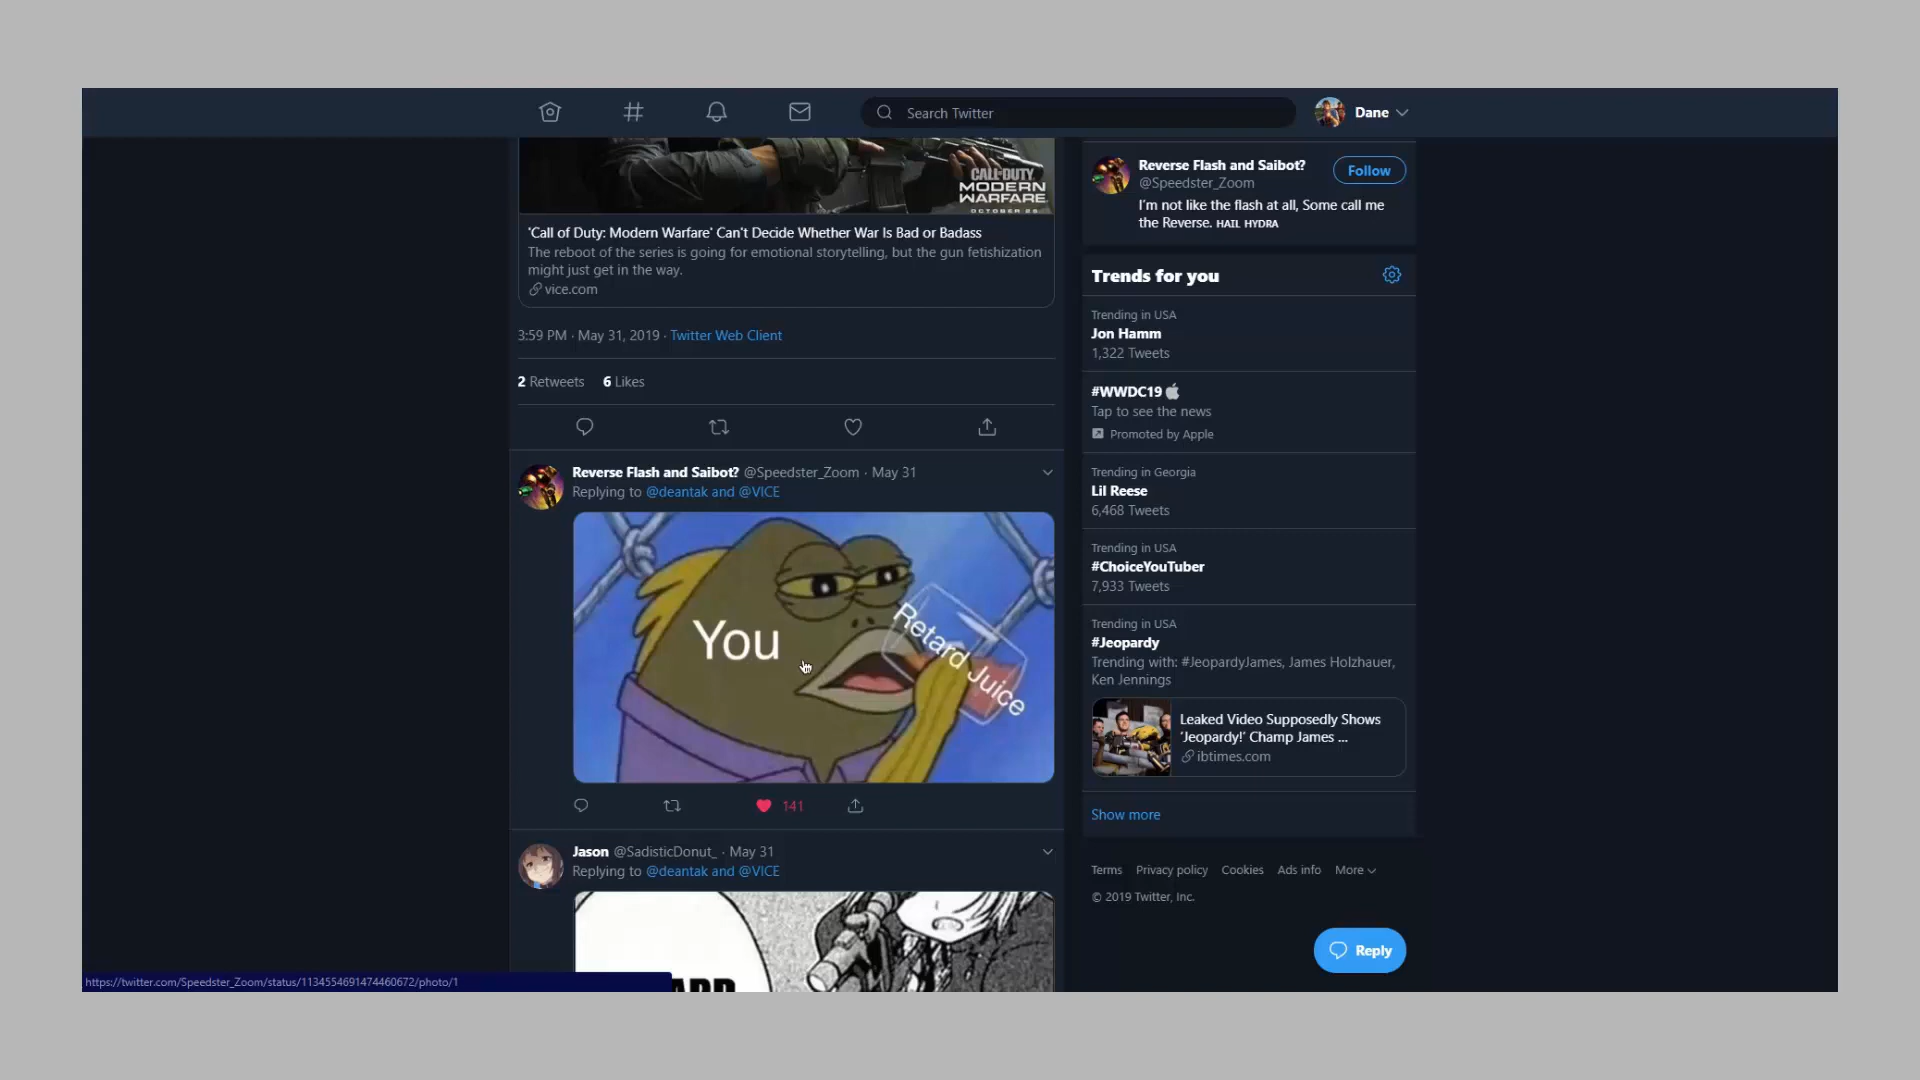 Search Twitter
Dane
CALL OF DUTY
MODERN
WARFARE
OCTOBER 25
'Call of Duty: Modern Warfare' Can't Decide Whether War Is Bad or Badass
The reboot of the series is going for emotional storytelling, but the gun fetishization
might just get in the way.
vice.com
3:59 PM · May 31, 2019 · Twitter Web Client
2 Retweets 6 Likes
Reverse Flash and Saibot? @Speedster_Zoom · May 31
Replying to @deantak and @VICE
You
Retard Juice
141
Jason @SadisticDonut_ · May 31
Replying to @deantak and @VICE
Reverse Flash and Saibot?
@Speedster_Zoom
Follow
I'm not like the flash at all, Some call me
the Reverse. HAIL HYDRA
Trends for you
Trending in USA
Jon Hamm
1,322 Tweets
#WWDC19
Tap to see the news
Promoted by Apple
Trending in Georgia
Lil Reese
6,468 Tweets
Trending in USA
#ChoiceYouTuber
7,933 Tweets
Trending in USA
#Jeopardy
Trending with: #JeopardyJames, James Holzhauer,
Ken Jennings
Leaked Video Supposedly Shows
'Jeopardy!' Champ James ...
ibtimes.com
Show more
Terms Privacy policy Cookies Ads info More
© 2019 Twitter, Inc.
Reply
https://twitter.com/Speedster_Zoom/status/1134554691474460672/photo/1